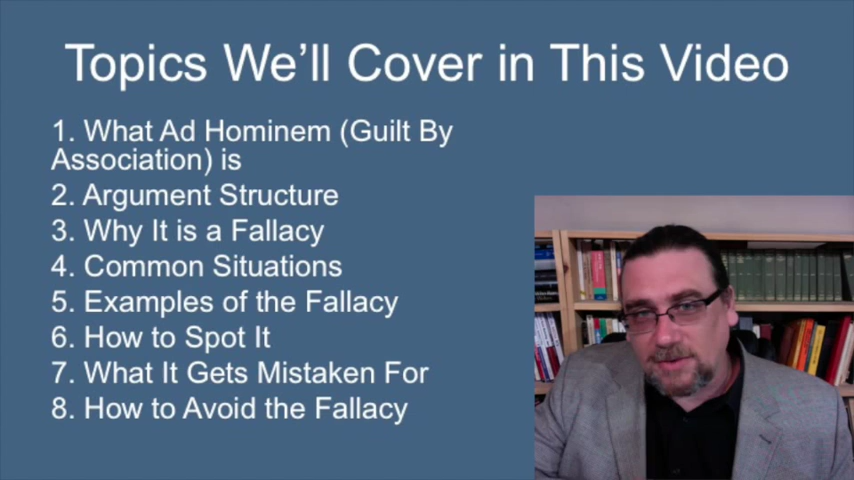 Topics We'll Cover in This Video
1. What Ad Hominem (Guilt By
Association) is
2. Argument Structure
3. Why It is a Fallacy
4. Common Situations
5. Examples of the Fallacy
6. How to Spot It
7. What It Gets Mistaken For
8. How to Avoid the Fallacy